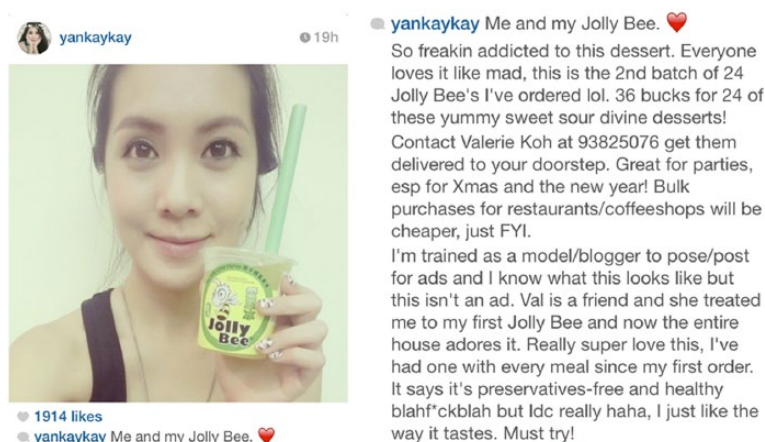 yankaykay
19h
Jolly
Bee
1914 likes
yankaykay Me and my Jolly Bee. ❤️
yankaykay Me and my Jolly Bee. ❤️
So freakin addicted to this dessert. Everyone
loves it like mad, this is the 2nd batch of 24
Jolly Bee's I've ordered lol. 36 bucks for 24 of
these yummy sweet sour divine desserts!
Contact Valerie Koh at 93825076 get them
delivered to your doorstep. Great for parties,
esp for Xmas and the new year! Bulk
purchases for restaurants/coffeeshops will be
cheaper, just FYI.
I'm trained as a model/blogger to pose/post
for ads and I know what this looks like but
this isn't an ad. Val is a friend and she treated
me to my first Jolly Bee and now the entire
house adores it. Really super love this, I've
had one with every meal since my first order.
It says it's preservatives-free and healthy
blahf*ckblah but Idc really haha, I just like the
way it tastes. Must try!